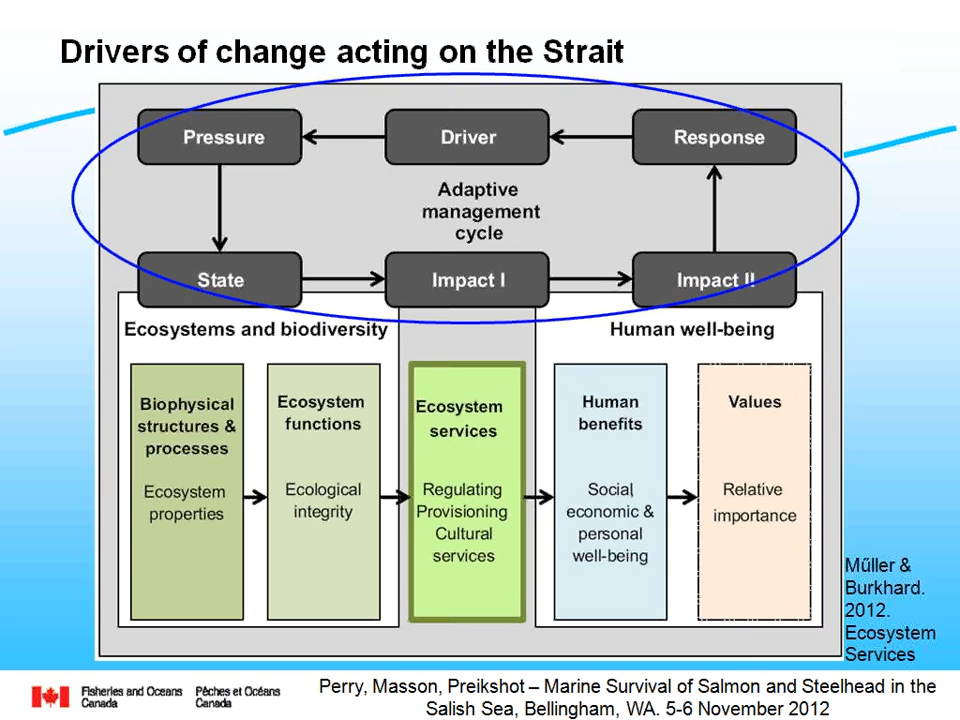 Drivers of change acting on the Strait
Pressure
Driver
Response
Adaptive
management
cycle
State
Impact I
Impact II
Ecosystems and biodiversity
Human well-being
Biophysical
structures &
processes
Ecosystem
properties
Ecosystem
functions
Ecological
integrity
Ecosystem
services
Regulating
Provisioning
Cultural
services
Human
benefits
Social,
economic &
personal
well-being
Values
Relative
importance
Műller &
Burkhard.
2012.
Ecosystem
Services
Fisheries and Oceans
Canada
Pêches et Océans
Canada
Perry, Masson, Preikshot – Marine Survival of Salmon and Steelhead in the
Salish Sea, Bellingham, WA. 5-6 November 2012